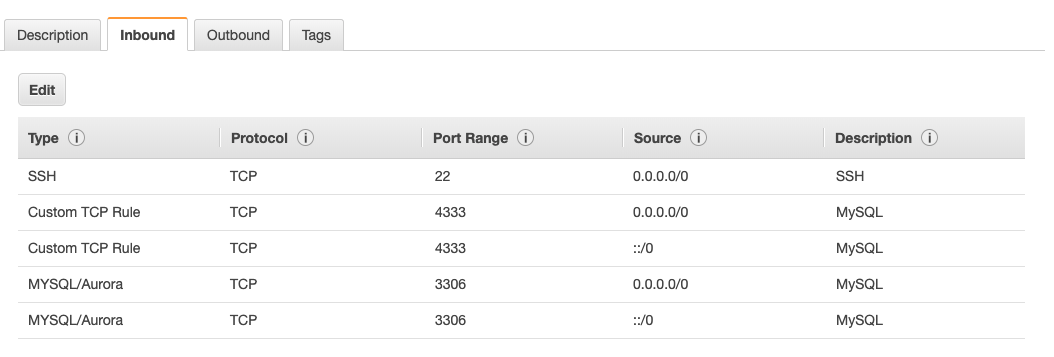 Description Inbound Outbound Tags
Edit
Type i Protocol i Port Range i Source i Description i
SSH TCP 22 0.0.0.0/0 SSH
Custom TCP Rule TCP 4333 0.0.0.0/0 MySQL
Custom TCP Rule TCP 4333 ::/0 MySQL
MYSQL/Aurora TCP 3306 0.0.0.0/0 MySQL
MYSQL/Aurora TCP 3306 ::/0 MySQL